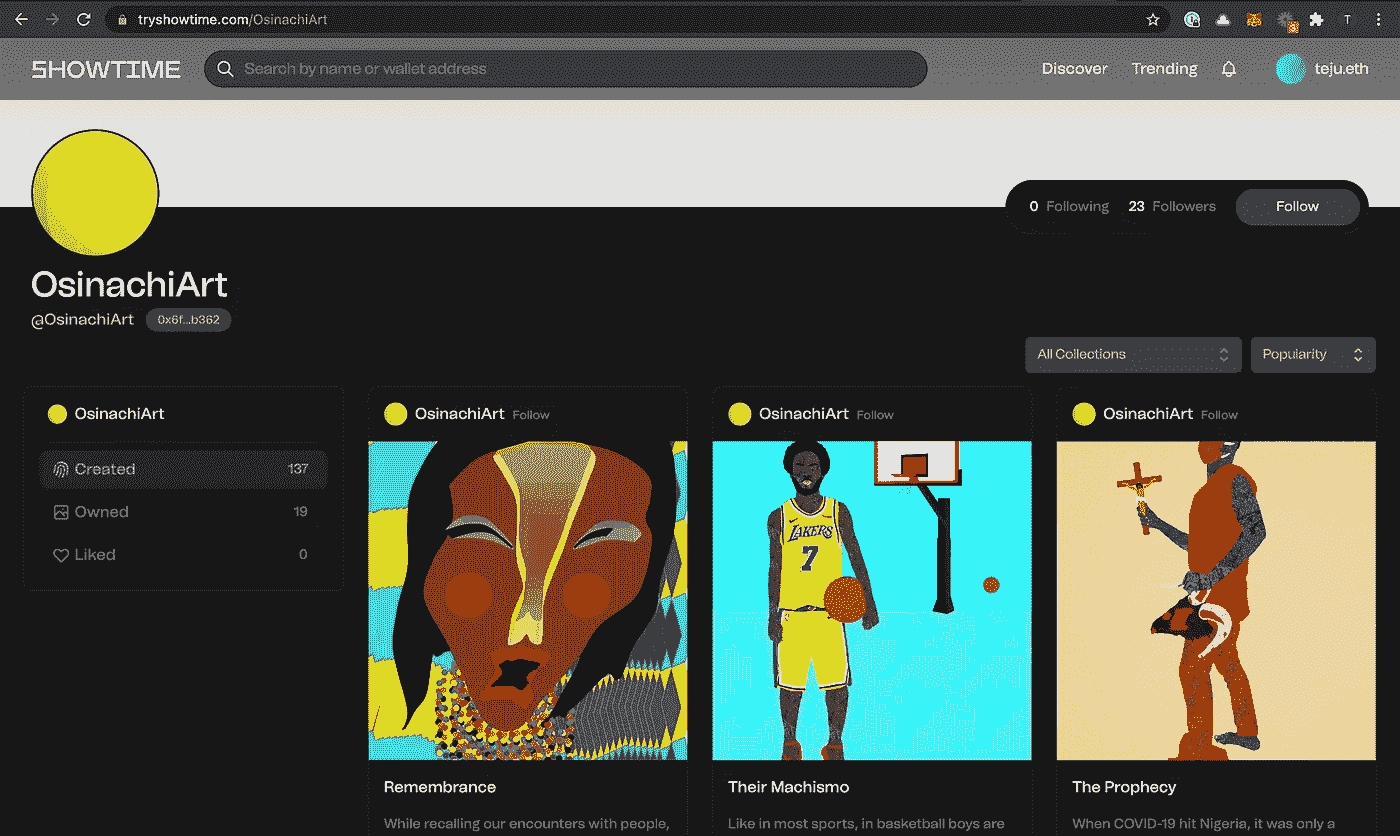 tryshowtime.com/OsinachiArt
T
SHOWTIME
Search by name or wallet address
Discover
Trending
teju.eth
0 Following 23 Followers Follow
OsinachiArt
@OsinachiArt 0x6f...b362
All Collections
Popularity
OsinachiArt
Created 137
Owned 19
Liked 0
OsinachiArt Follow
Remembrance
While recalling our encounters with people,
OsinachiArt Follow
LAKERS
7
Their Machismo
Like in most sports, in basketball boys are
OsinachiArt Follow
The Prophecy
When COVID-19 hit Nigeria, it was only a